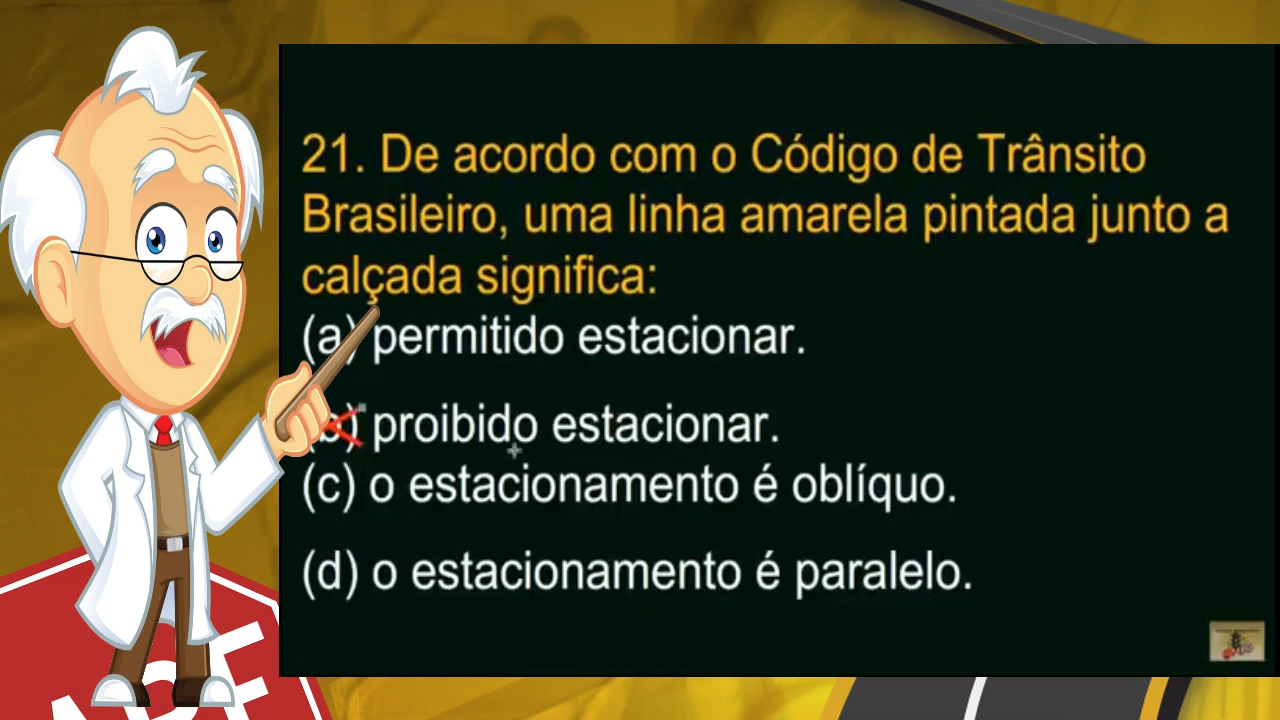 21. De acordo com o Código de Trânsito
Brasileiro, uma linha amarela pintada junto a
calçada significa:
(a) permitido estacionar.
(b) proibido estacionar.
(c) o estacionamento é oblíquo.
(d) o estacionamento é paralelo.